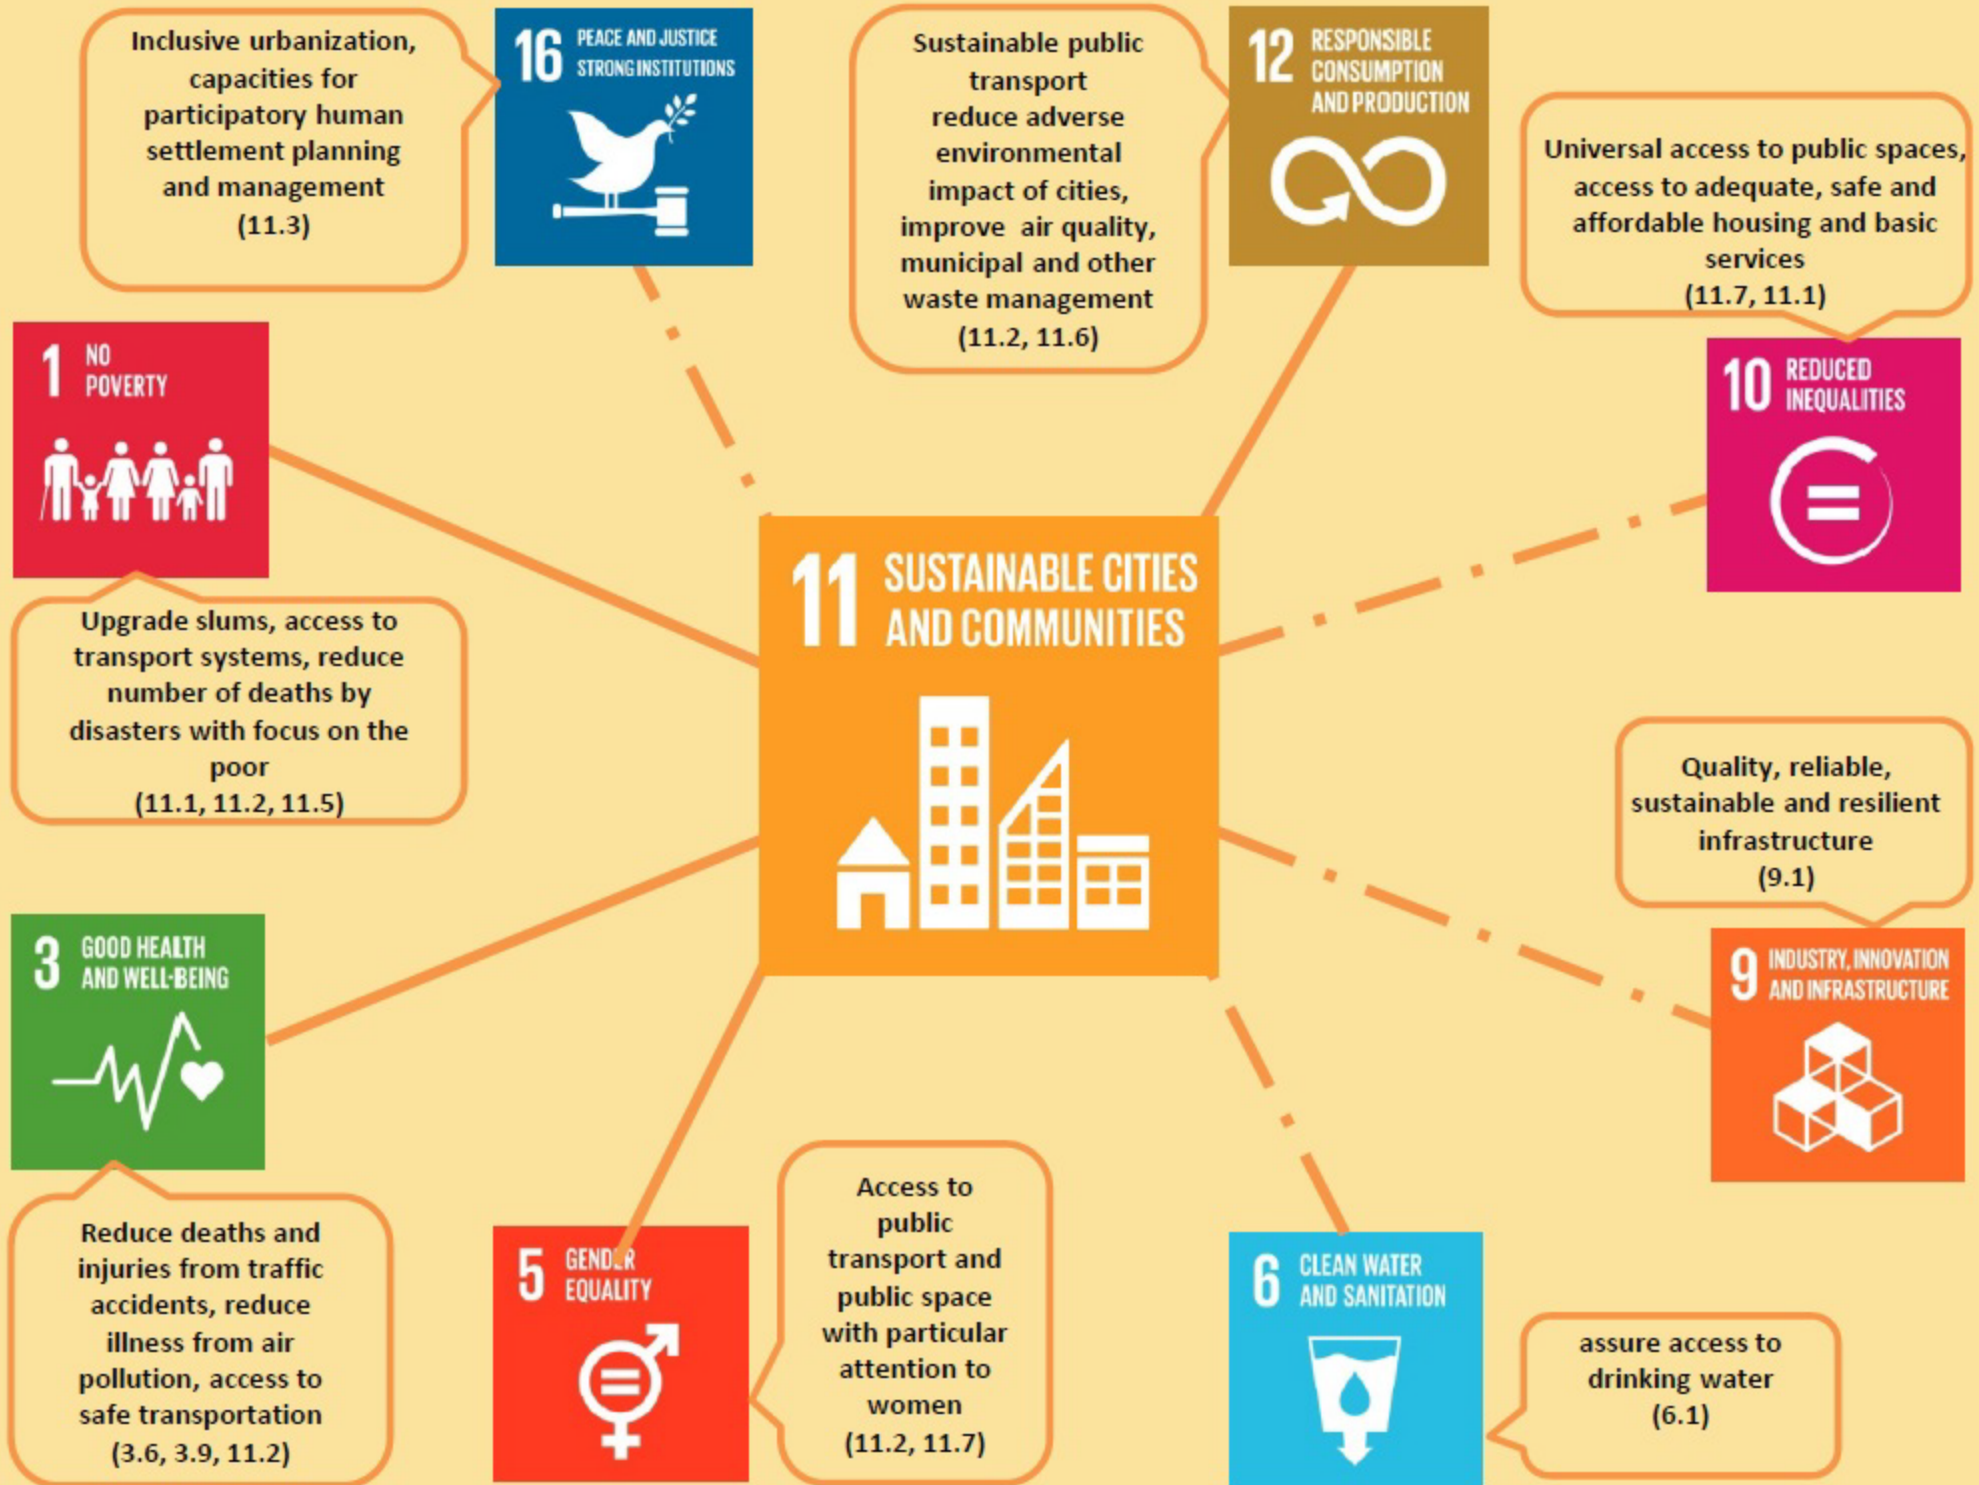 Inclusive urbanization,
capacities for
participatory human
settlement planning
and management
(11.3)
16 PEACE AND JUSTICE
STRONG INSTITUTIONS
Sustainable public
transport
reduce adverse
environmental
impact of cities,
improve air quality,
municipal and other
waste management
(11.2, 11.6)
12 RESPONSIBLE
CONSUMPTION
AND PRODUCTION
Universal access to public spaces,
access to adequate, safe and
affordable housing and basic
services
(11.7, 11.1)
1 NO
POVERTY
10 REDUCED
INEQUALITIES
Upgrade slums, access to
transport systems, reduce
number of deaths by
disasters with focus on the
poor
(11.1, 11.2, 11.5)
11 SUSTAINABLE CITIES
AND COMMUNITIES
Quality, reliable,
sustainable and resilient
infrastructure
(9.1)
3 GOOD HEALTH
AND WELL-BEING
9 INDUSTRY, INNOVATION
AND INFRASTRUCTURE
Reduce deaths and
injuries from traffic
accidents, reduce
illness from air
pollution, access to
safe transportation
(3.6, 3.9, 11.2)
5 GENDER
EQUALITY
Access to
public
transport and
public space
with particular
attention to
women
(11.2, 11.7)
6 CLEAN WATER
AND SANITATION
assure access to
drinking water
(6.1)